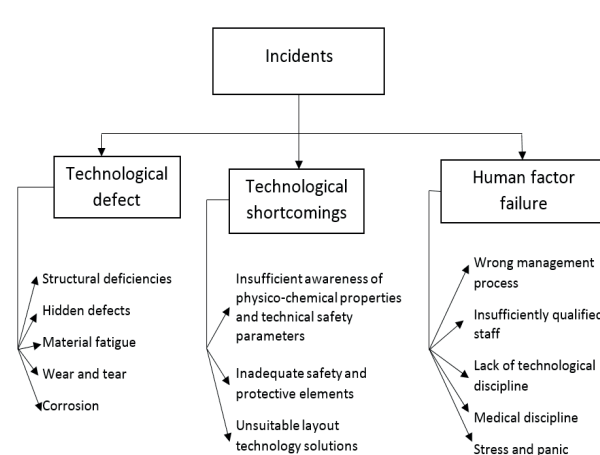 Incidents
Technological
defect
Technological
shortcomings
Human factor
failure
Structural deficiencies
Hidden defects
Material fatigue
Wear and tear
Corrosion
Insufficient awareness of
physico-chemical properties
and technical safety
parameters
Inadequate safety and
protective elements
Unsuitable layout
technology solutions
Wrong management
process
Insufficiently qualified
staff
Lack of technological
discipline
Medical discipline
Stress and panic